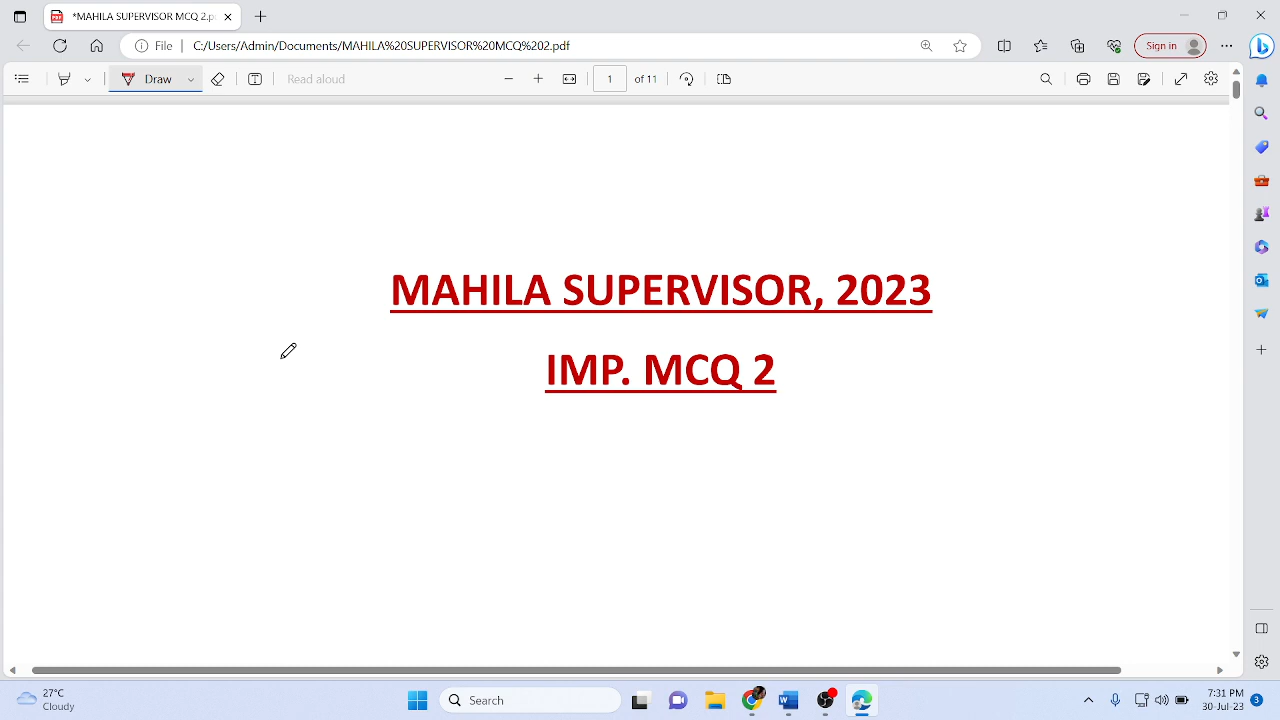 *MAHILA SUPERVISOR MCQ 2.p
File
C:/Users/Admin/Documents/MAHILA%20SUPERVISOR%20MCQ%202.pdf
Sign in
Draw
Read aloud
1 of 11
MAHILA SUPERVISOR, 2023
IMP. MCQ 2
27°C
Cloudy
Search
7:31 PM
30-Jul-23
3